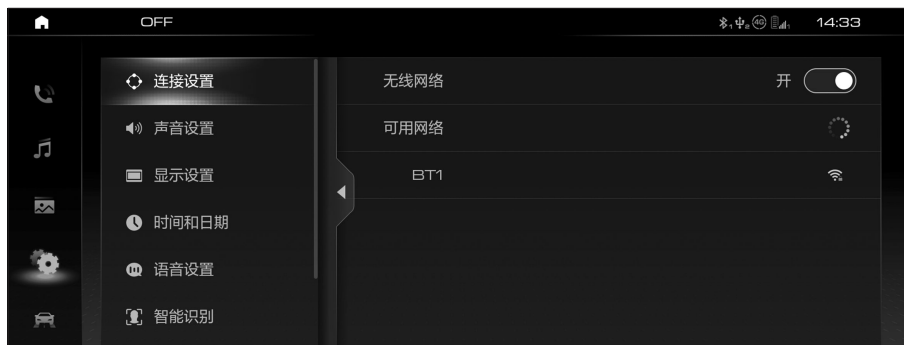 OFF
4G
14:33
连接设置
无线网络
开
声音设置
可用网络
显示设置
BT1
时间和日期
语音设置
智能识别